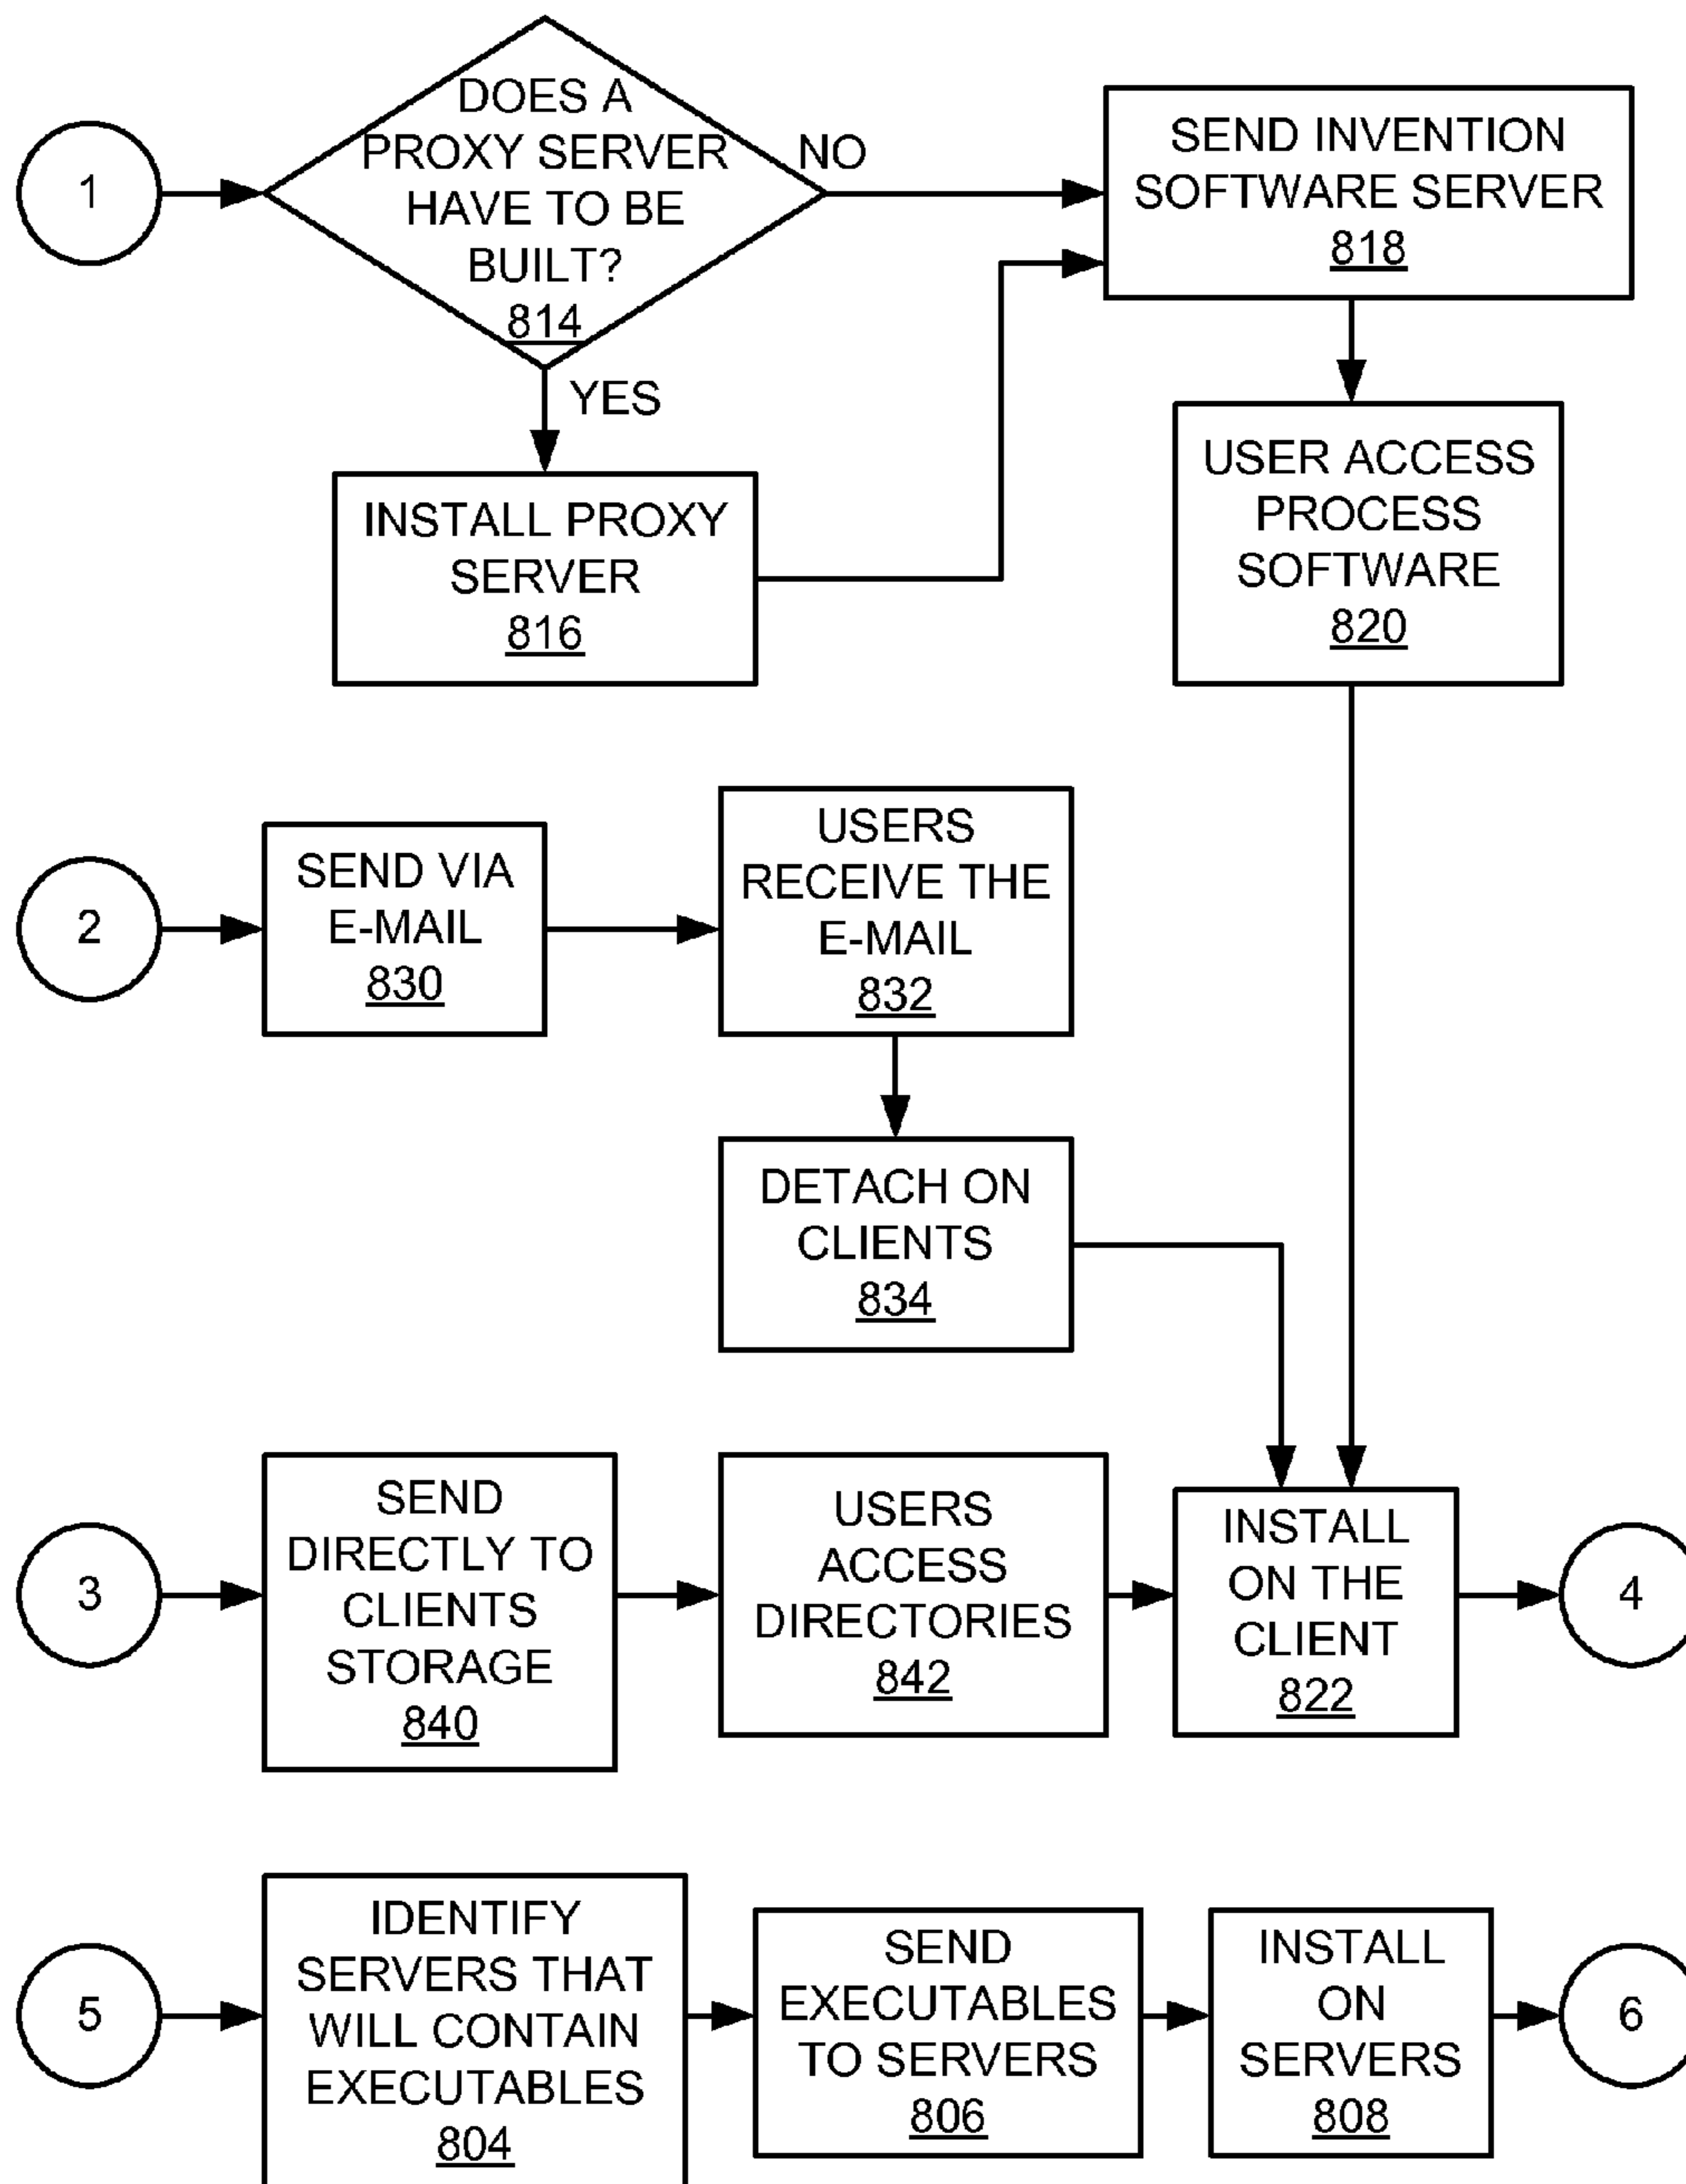 1
DOES A
PROXY SERVER
HAVE TO BE
BUILT?
814
NO
YES
SEND INVENTION
SOFTWARE SERVER
818
INSTALL PROXY
SERVER
816
USER ACCESS
PROCESS
SOFTWARE
820
2
SEND VIA
E-MAIL
830
USERS
RECEIVE THE
E-MAIL
832
DETACH ON
CLIENTS
834
3
SEND
DIRECTLY TO
CLIENTS
STORAGE
840
USERS
ACCESS
DIRECTORIES
842
INSTALL
ON THE
CLIENT
822
4
5
IDENTIFY
SERVERS THAT
WILL CONTAIN
EXECUTABLES
804
SEND
EXECUTABLES
TO SERVERS
806
INSTALL
ON
SERVERS
808
6